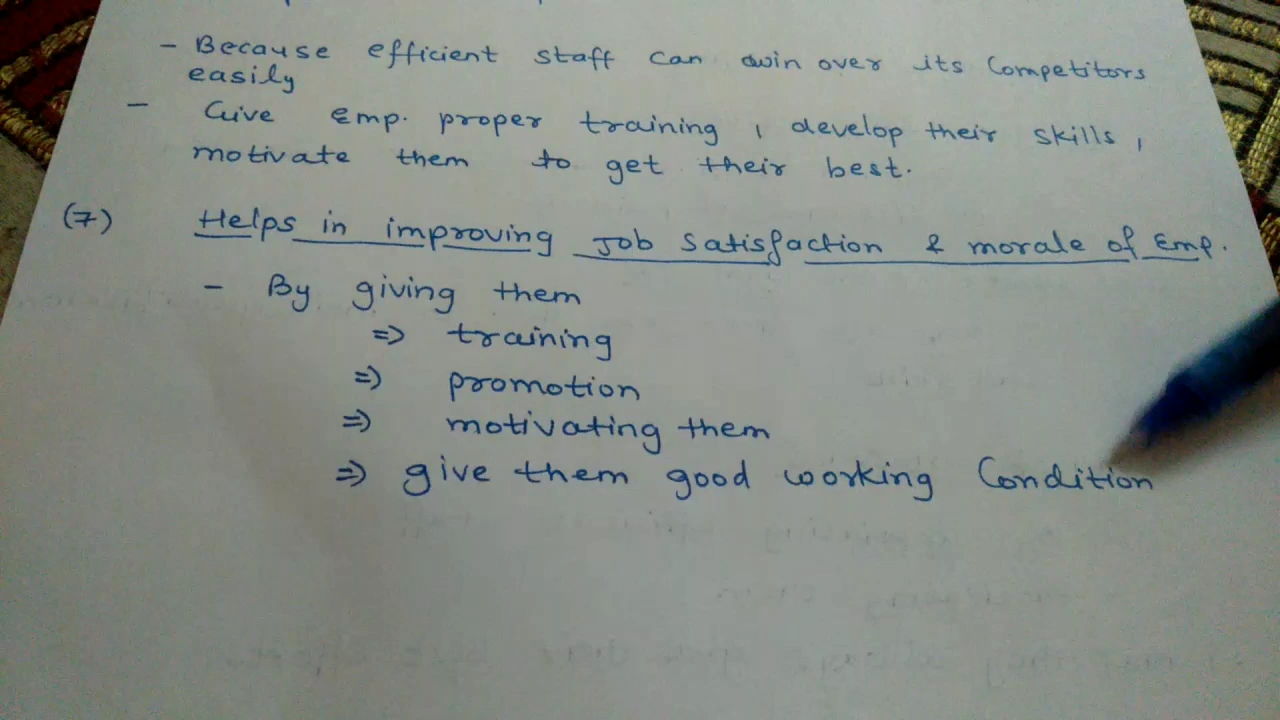 - Because efficient staff can win over its Competitors
easily
- Give Emp. proper training, develop their skills,
motivate them to get their best.
(7) Helps in improving Job Satisfaction & morale of Emp.
- By giving them
=> training
=> promotion
=> motivating them
=> give them good working Condition